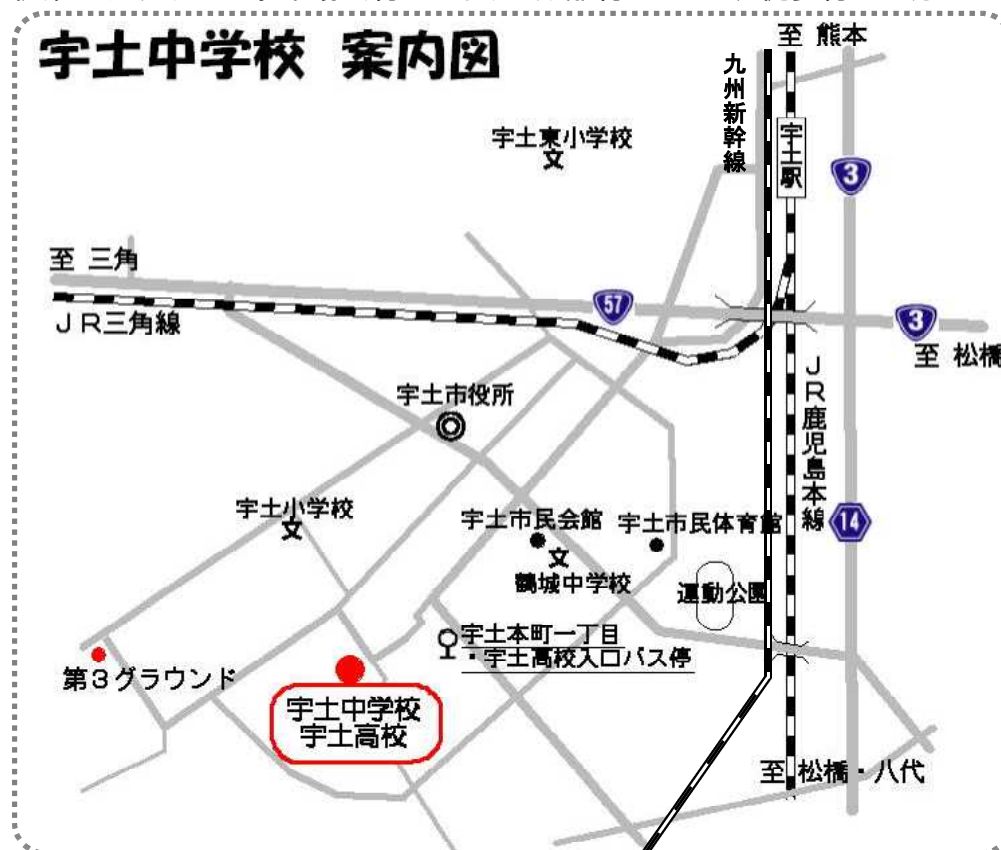 宇土中学校 案内図
至 熊本
九州新幹線
宇土駅
宇土東小学校
3
至 三角
57
3
JR三角線
至 松橋
JR鹿児島本線
宇土市役所
宇土小学校
宇土市民会館
宇土市民体育館
14
鶴城中学校
運動公園
宇土本町一丁目
・宇土高校入口バス停
第3グラウンド
宇土中学校
宇土高校
至 松橋・八代